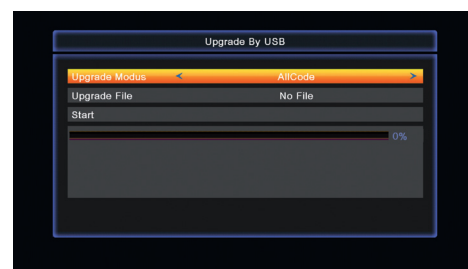 Upgrade By USB
Upgrade Modus < AllCode >
Upgrade File No File
Start
0%